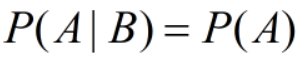 P(A | B) = P(A)